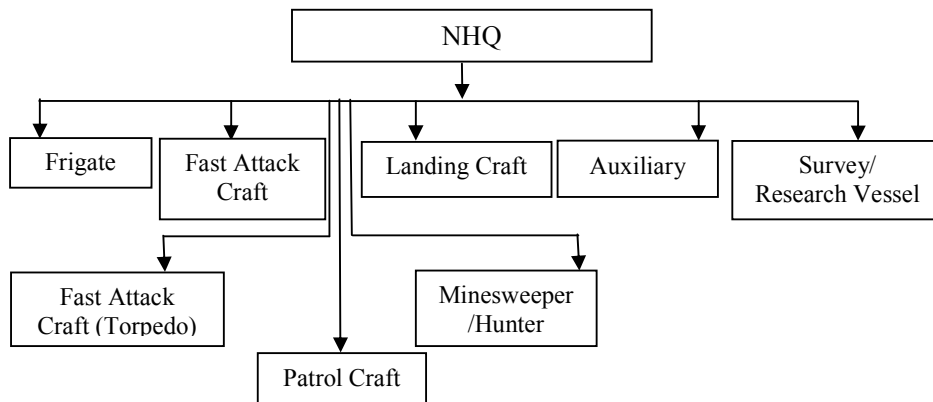 NHQ
Frigate
Fast Attack
Craft
Landing Craft
Auxiliary
Survey/
Research Vessel
Fast Attack
Craft (Torpedo)
Minesweeper
/Hunter
Patrol Craft